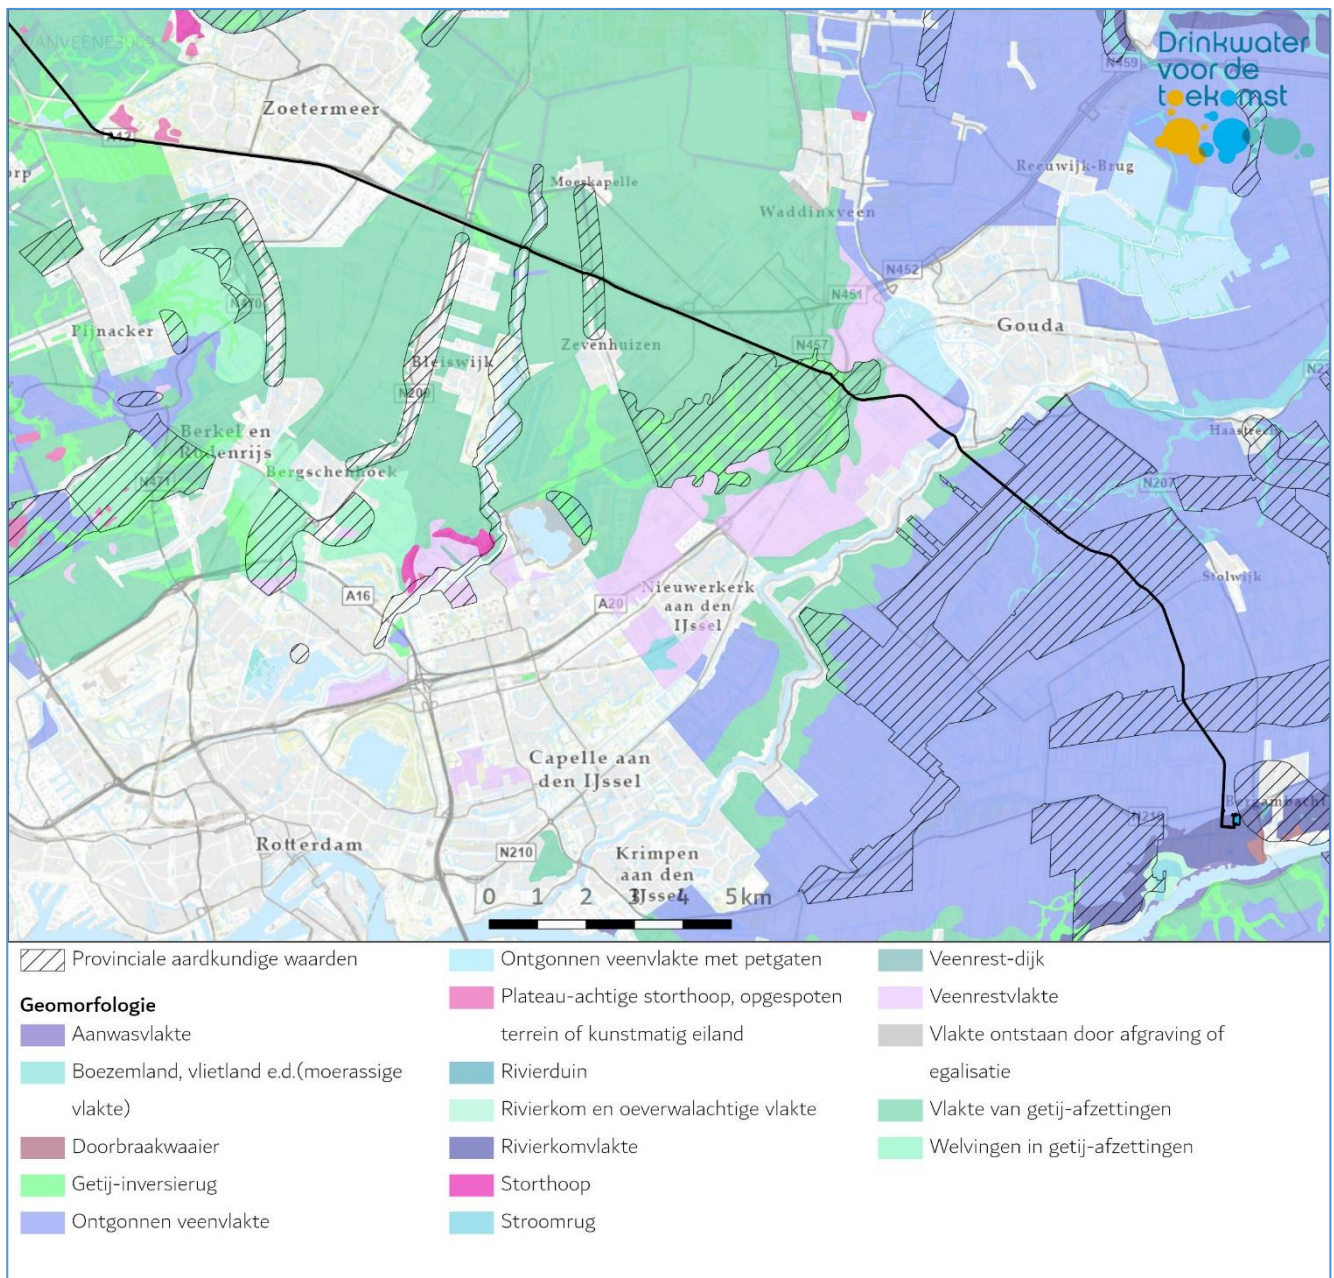 ANVEENE3069
Drinkwater
voor de
toekomst
N459
Zoetermeer
A12
orp
Moerkapelle
Reeuwijk-Brug
Waddinxveen
N452
N451
N470
Pijnacker
Gouda
N457
Zevenhuizen
Bleiswijk
N209
Berkel en
Rodenrijs
Bergschenhoek
N471
Haastrecht
N207
Stolwijk
A16
A20
Nieuwerkerk
aan den
IJssel
Capelle aan
den IJssel
Bergambacht
N210
Rotterdam
N210
Krimpen
aan den
IJssel
0 1 2 3 4 5 km
Provinciale aardkundige waarden
Geomorfologie
Aanwasvlakte
Boezemland, vlietland e.d.(moerassige
vlakte)
Doorbraakwaaier
Getij-inversierug
Ontgonnen veenvlakte
Ontgonnen veenvlakte met petgaten
Plateau-achtige storthoop, opgespoten
terrein of kunstmatig eiland
Rivierduin
Rivierkom en oeverwalachtige vlakte
Rivierkomvlakte
Storthoop
Stroomrug
Veenrest-dijk
Veenrestvlakte
Vlakte ontstaan door afgraving of
egalisatie
Vlakte van getij-afzettingen
Welvingen in getij-afzettingen